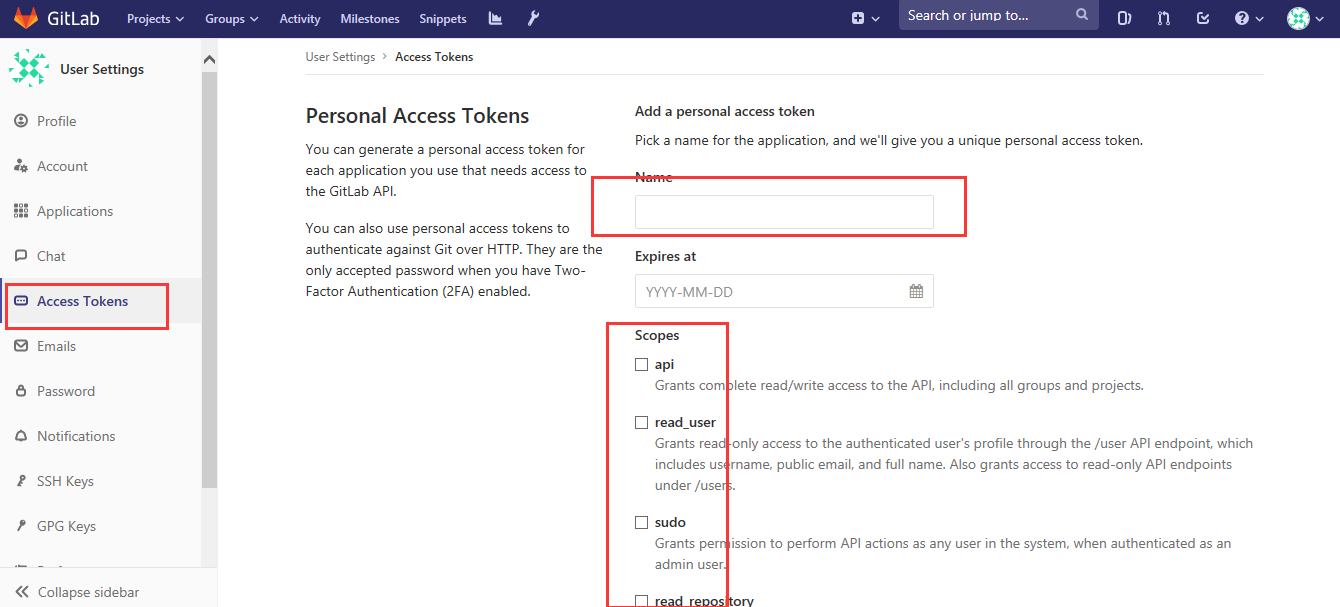 GitLab Projects Groups Activity Milestones Snippets Search or jump to...
User Settings
Profile
Account
Applications
Chat
Access Tokens
Emails
Password
Notifications
SSH Keys
GPG Keys
Collapse sidebar
User Settings > Access Tokens
Personal Access Tokens
You can generate a personal access token for
each application you use that needs access to
the GitLab API.
You can also use personal access tokens to
authenticate against Git over HTTP. They are the
only accepted password when you have Two-
Factor Authentication (2FA) enabled.
Add a personal access token
Pick a name for the application, and we'll give you a unique personal access token.
Name
Expires at
YYYY-MM-DD
Scopes
api
Grants complete read/write access to the API, including all groups and projects.
read_user
Grants read-only access to the authenticated user's profile through the /user API endpoint, which
includes username, public email, and full name. Also grants access to read-only API endpoints
under /users.
sudo
Grants permission to perform API actions as any user in the system, when authenticated as an
admin user.
read_repository